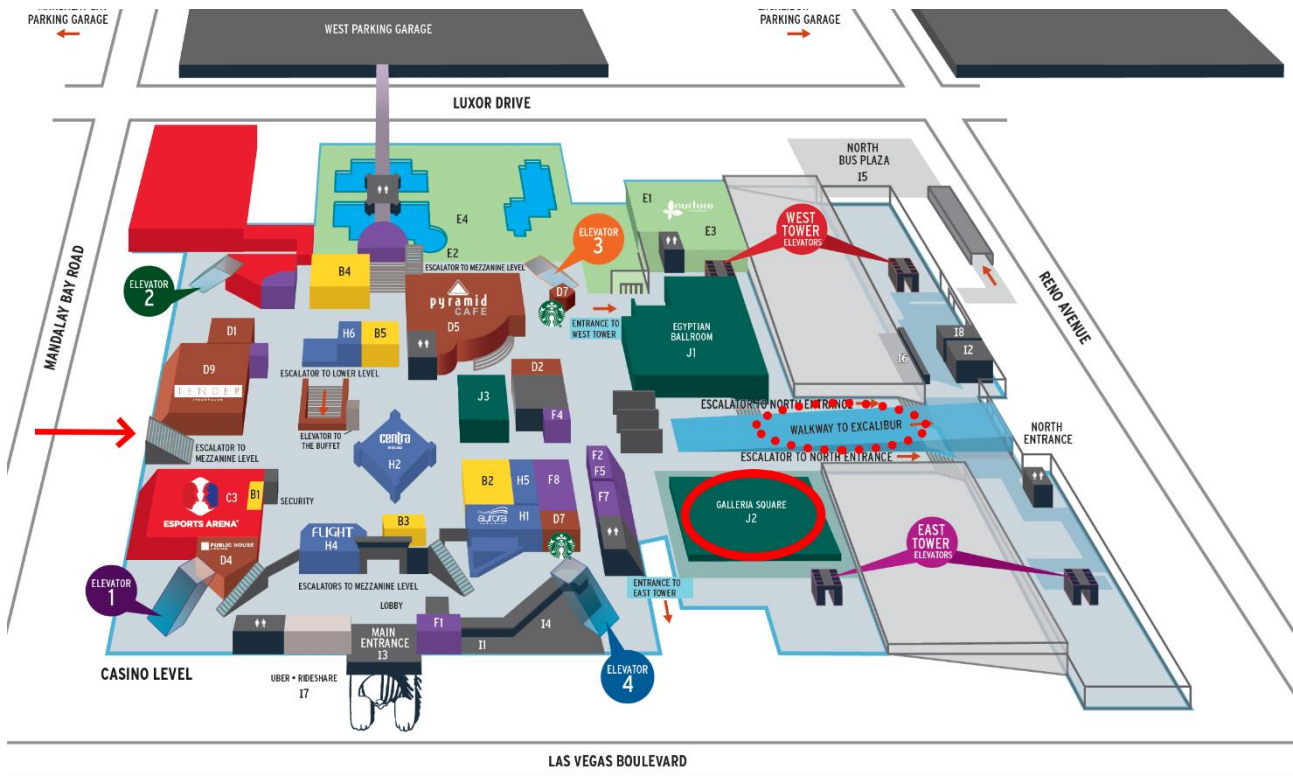 PARKING GARAGE
WEST PARKING GARAGE
PARKING GARAGE
LUXOR DRIVE
NORTH
BUS PLAZA
I5
MANDALAY BAY ROAD
RENO AVENUE
E1
nurture
E3
E4
E2
WEST
TOWER
ELEVATORS
ELEVATOR
3
ESCALATOR TO MEZZANINE LEVEL
ELEVATOR
2
B4
pyramid
CAFE
D5
D7
ENTRANCE TO
WEST TOWER
EGYPTIAN
BALLROOM
J1
I6
I8
I2
D1
H6
B5
D9
TENDER
ESCALATOR TO LOWER LEVEL
D2
J3
F4
ELEVATOR TO
THE BUFFET
ESCALATOR TO NORTH ENTRANCE
WALKWAY TO EXCALIBUR
ESCALATOR TO NORTH ENTRANCE
NORTH
ENTRANCE
ESCALATOR TO
MEZZANINE LEVEL
centra
H2
F2
F5
F7
B2
H5
F8
aurora
H1
D7
C3
B1
SECURITY
ESPORTS ARENA
PUBLIC HOUSE
D4
FLIGHT
H4
B3
GALLERIA SQUARE
J2
EAST
TOWER
ELEVATORS
ELEVATOR
1
ESCALATORS TO MEZZANINE LEVEL
ENTRANCE TO
EAST TOWER
LOBBY
F1
I4
I1
MAIN
ENTRANCE
I3
ELEVATOR
4
CASINO LEVEL
UBER • RIDESHARE
I7
LAS VEGAS BOULEVARD